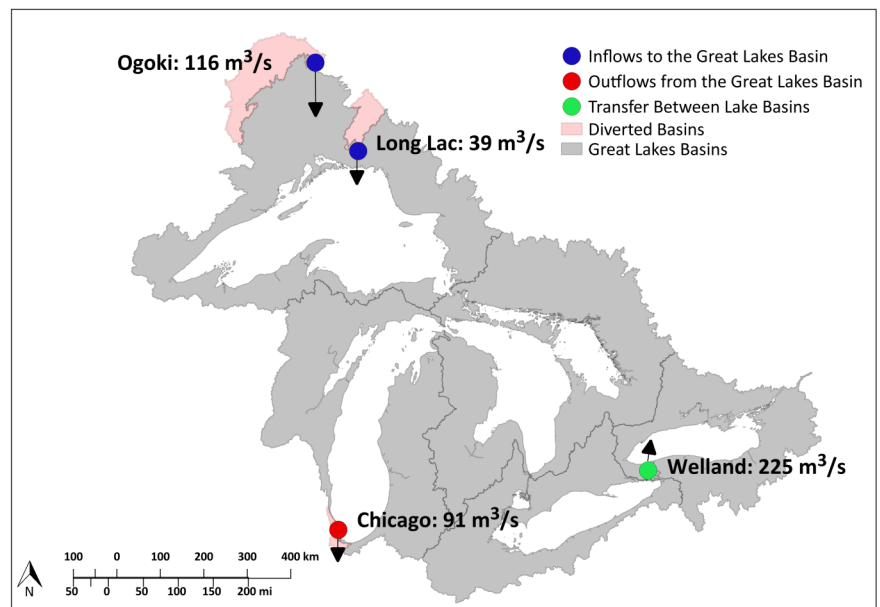 Ogoki: 116 m³/s
Inflows to the Great Lakes Basin
Outflows from the Great Lakes Basin
Transfer Between Lake Basins
Diverted Basins
Great Lakes Basins
Long Lac: 39 m³/s
Welland: 225 m³/s
Chicago: 91 m³/s
100 0 100 200 300 400 km
50 0 50 100 150 200 mi
N